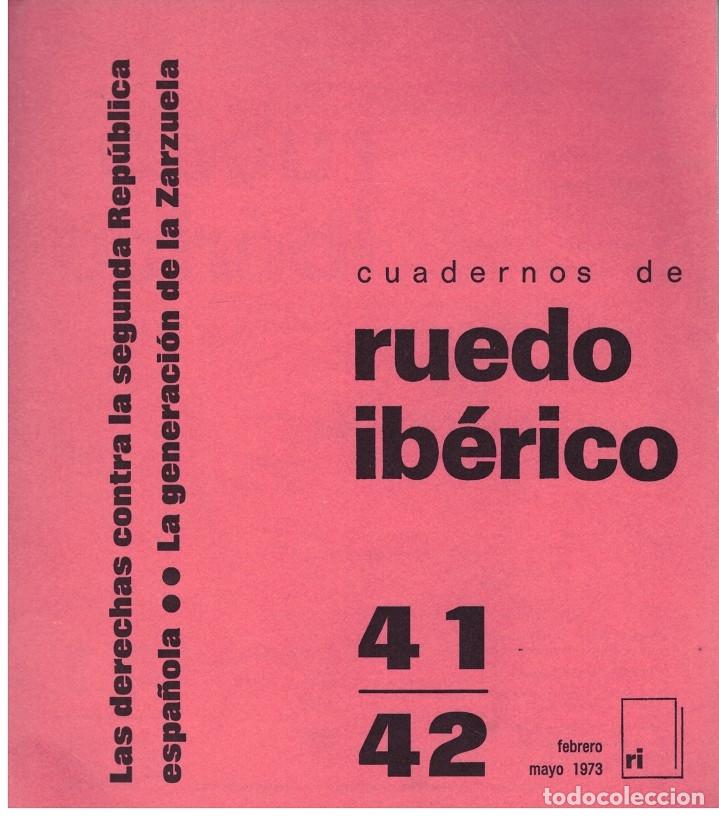 Las derechas contra la segunda República
española ●● La generación de la Zarzuela
cuadernos de
ruedo
ibérico
41
42
febrero
mayo 1973
ri
todocoleccion